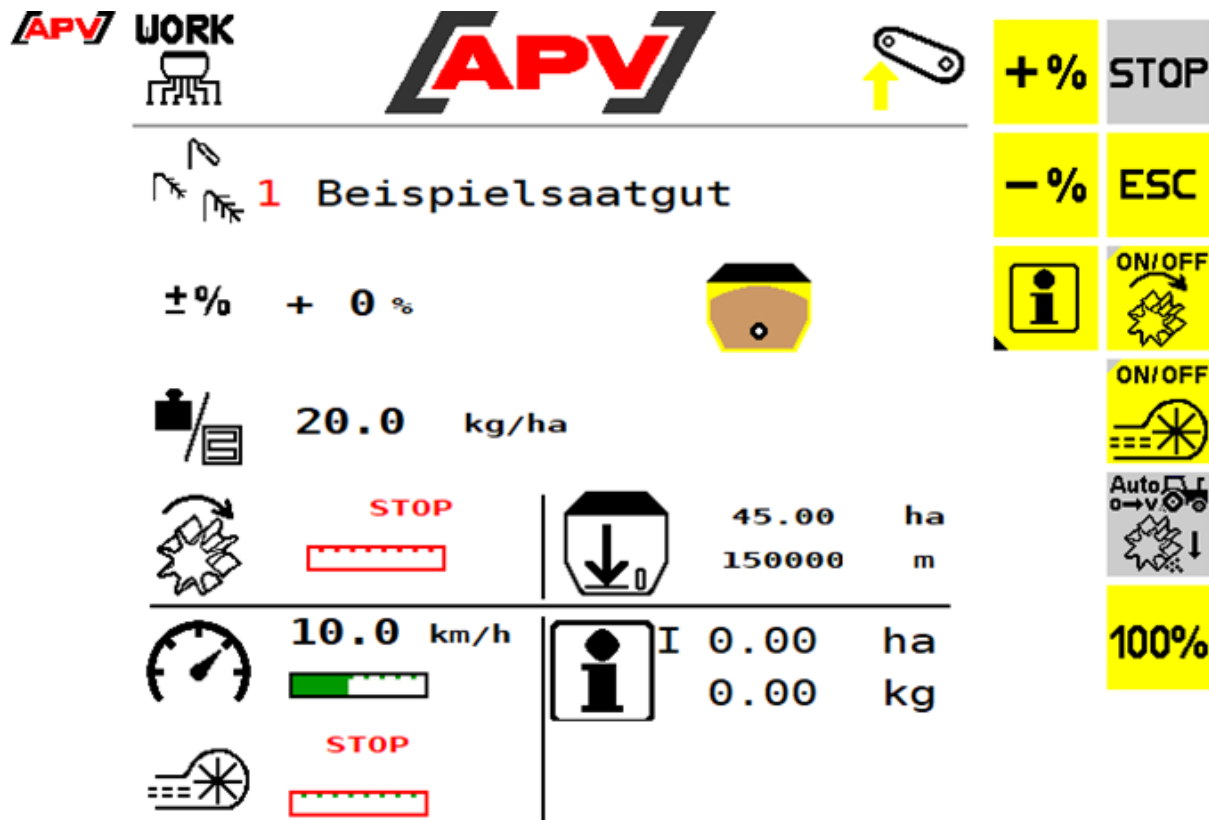 APV WORK APV +% STOP
1 Beispielsaatgut -% ESC
±% + 0 % ON/OFF
ON/OFF
20.0 kg/ha
Auto
0→V
STOP 45.00 ha
150000 m
10.0 km/h I 0.00 ha 100%
0.00 kg
STOP